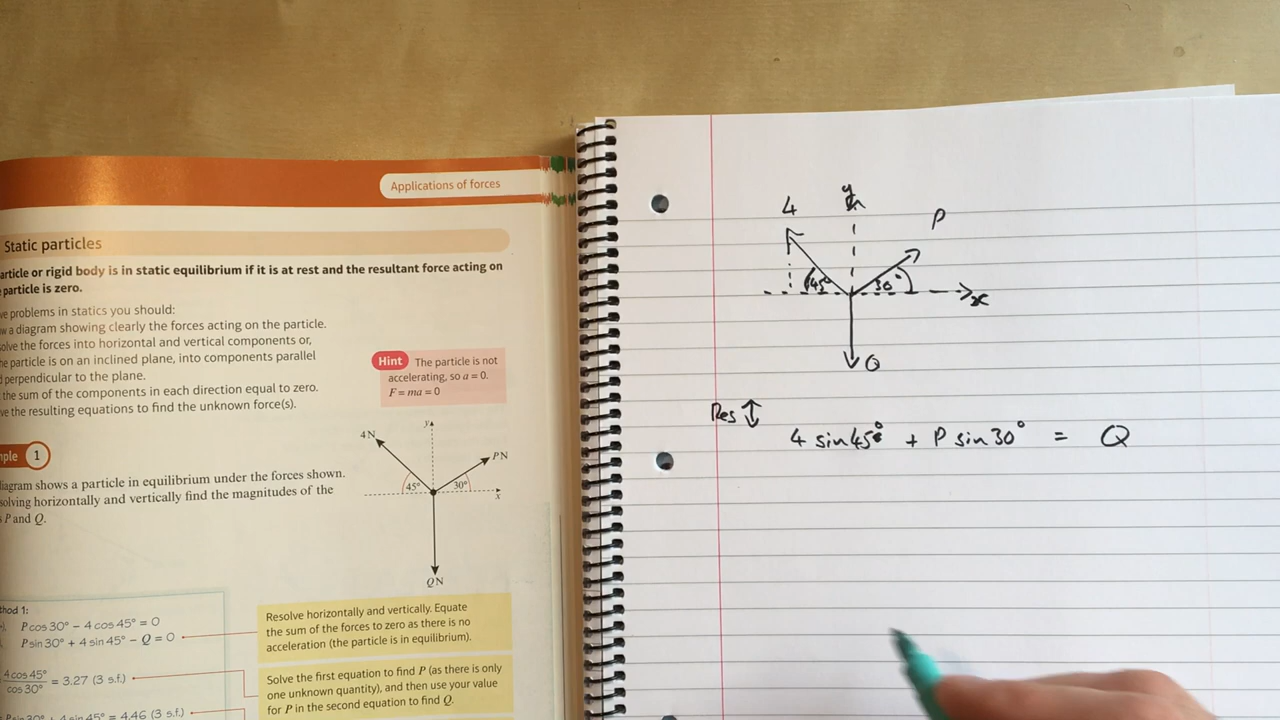 Applications of forces
Static particles
article or rigid body is in static equilibrium if it is at rest and the resultant force acting on
particle is zero.
ve problems in statics you should:
w a diagram showing clearly the forces acting on the particle.
solve the forces into horizontal and vertical components or,
he particle is on an inclined plane, into components parallel
d perpendicular to the plane.
the sum of the components in each direction equal to zero.
ve the resulting equations to find the unknown force(s).
Hint The particle is not
accelerating, so a = 0.
F = ma = 0
mple 1
diagram shows a particle in equilibrium under the forces shown.
solving horizontally and vertically find the magnitudes of the
s P and Q.
y
4N
PN
45°
30°
x
QN
thod 1:
P cos 30° − 4 cos 45° = 0
P sin 30° + 4 sin 45° − Q = 0
4 cos 45°
cos 30°
= 3.27 (3 s.f.)
P sin 30° + 4 sin 45° = 4.46 (3 s.f.)
Resolve horizontally and vertically. Equate
the sum of the forces to zero as there is no
acceleration (the particle is in equilibrium).
Solve the first equation to find P (as there is only
one unknown quantity), and then use your value
for P in the second equation to find Q.
4
y
P
45°
30°
x
Q
Res ↕
4 sin 45° + P sin 30° = Q